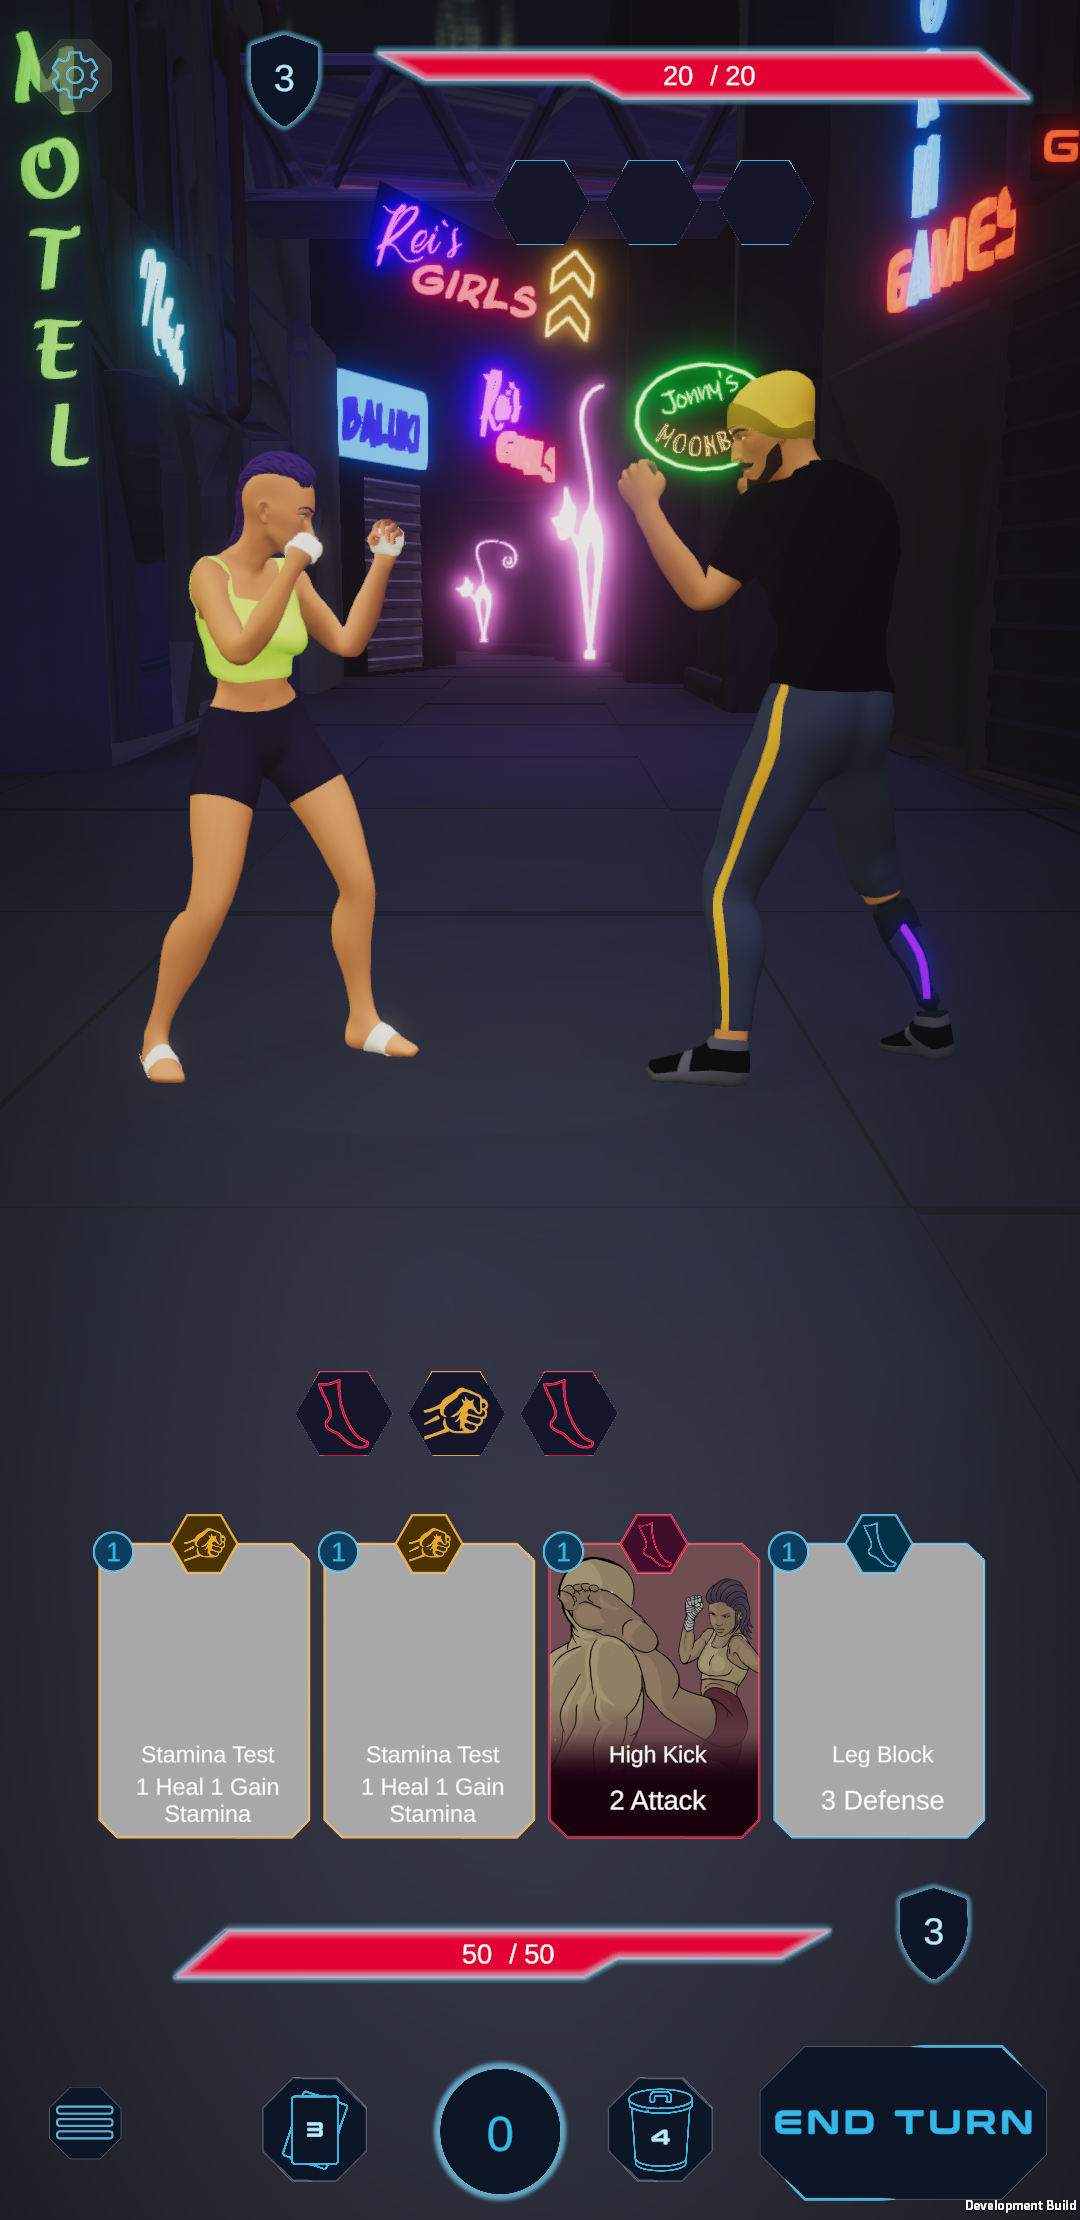 MOTEL
3
20 / 20
G
Rei's
GIRLS
GAMES
BALUKI
Rei's
GIRLS
Jonny's
MOONB
1
1
1
1
Stamina Test
1 Heal 1 Gain
Stamina
Stamina Test
1 Heal 1 Gain
Stamina
High Kick
2 Attack
Leg Block
3 Defense
50 / 50
3
3
0
4
END TURN
Development Build